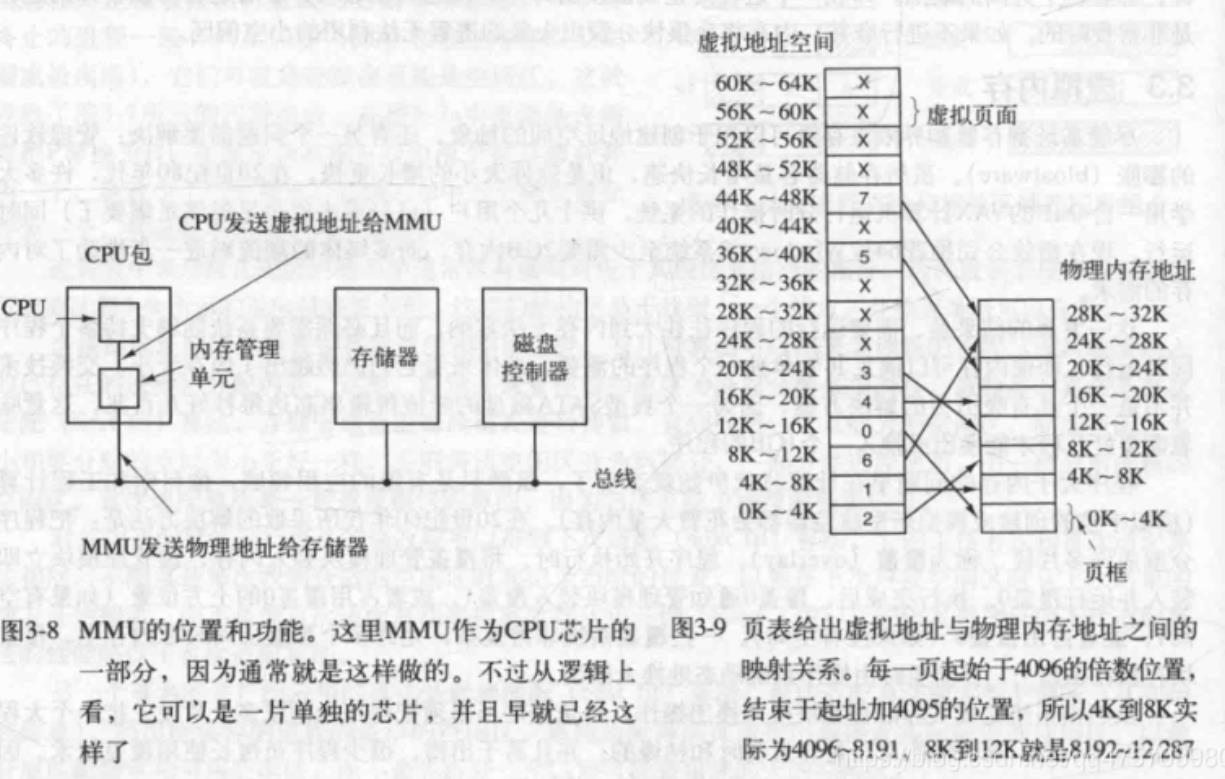 虚拟地址空间
60K～64K X
56K～60K X
虚拟页面
52K～56K X
48K～52K X
44K～48K 7
40K～44K X
36K～40K 5
32K～36K X
28K～32K X
24K～28K X
20K～24K 3
16K～20K 4
12K～16K 0
8K～12K 6
4K～8K 1
0K～4K 2
物理内存地址
28K～32K
24K～28K
20K～24K
16K～20K
12K～16K
8K～12K
4K～8K
0K～4K
页框
CPU发送虚拟地址给MMU
CPU包
CPU
内存管理
单元
存储器
磁盘
控制器
总线
MMU发送物理地址给存储器
图3-8 MMU的位置和功能。这里MMU作为CPU芯片的
一部分，因为通常就是这样做的。不过从逻辑上
看，它可以是一片单独的芯片，并且早就已经这
样了
图3-9 页表给出虚拟地址与物理内存地址之间的
映射关系。每一页起始于4096的倍数位置，
结束于起址加4095的位置，所以4K到8K实
际为4096~8191，8K到12K就是8192~12 287